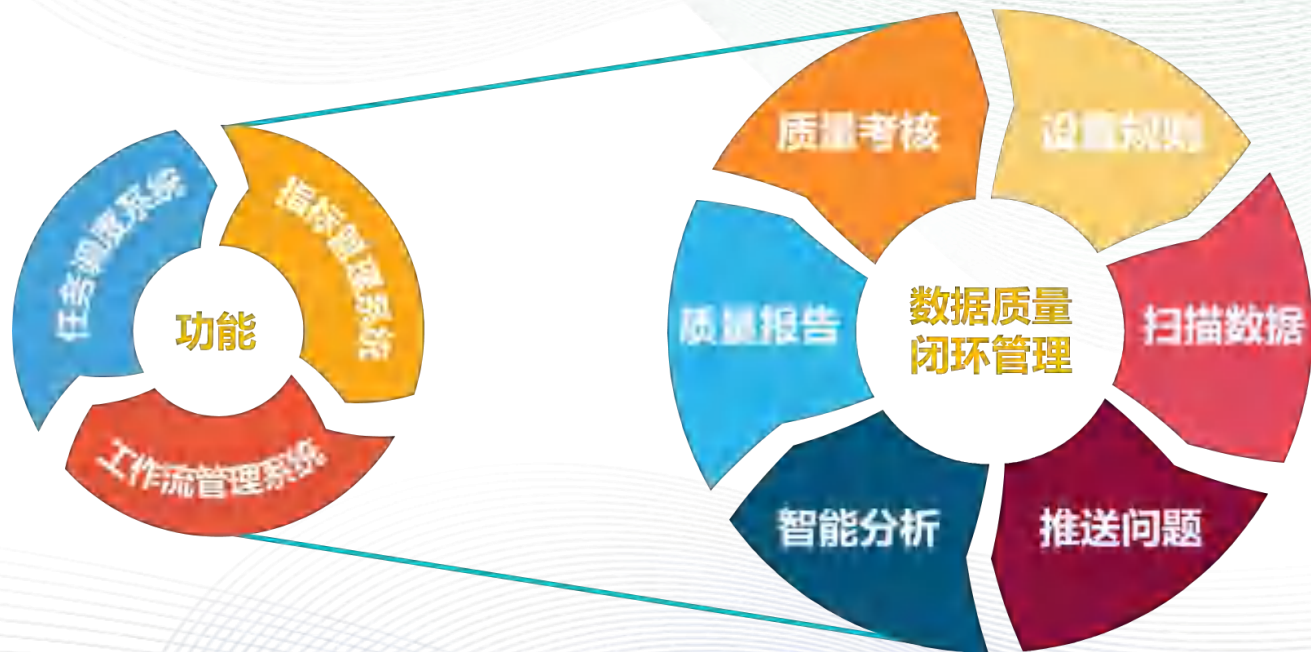 任务调度系统
指标管理系统
工作流管理系统
功能
质量考核
设置规则
扫描数据
推送问题
智能分析
质量报告
数据质量
闭环管理